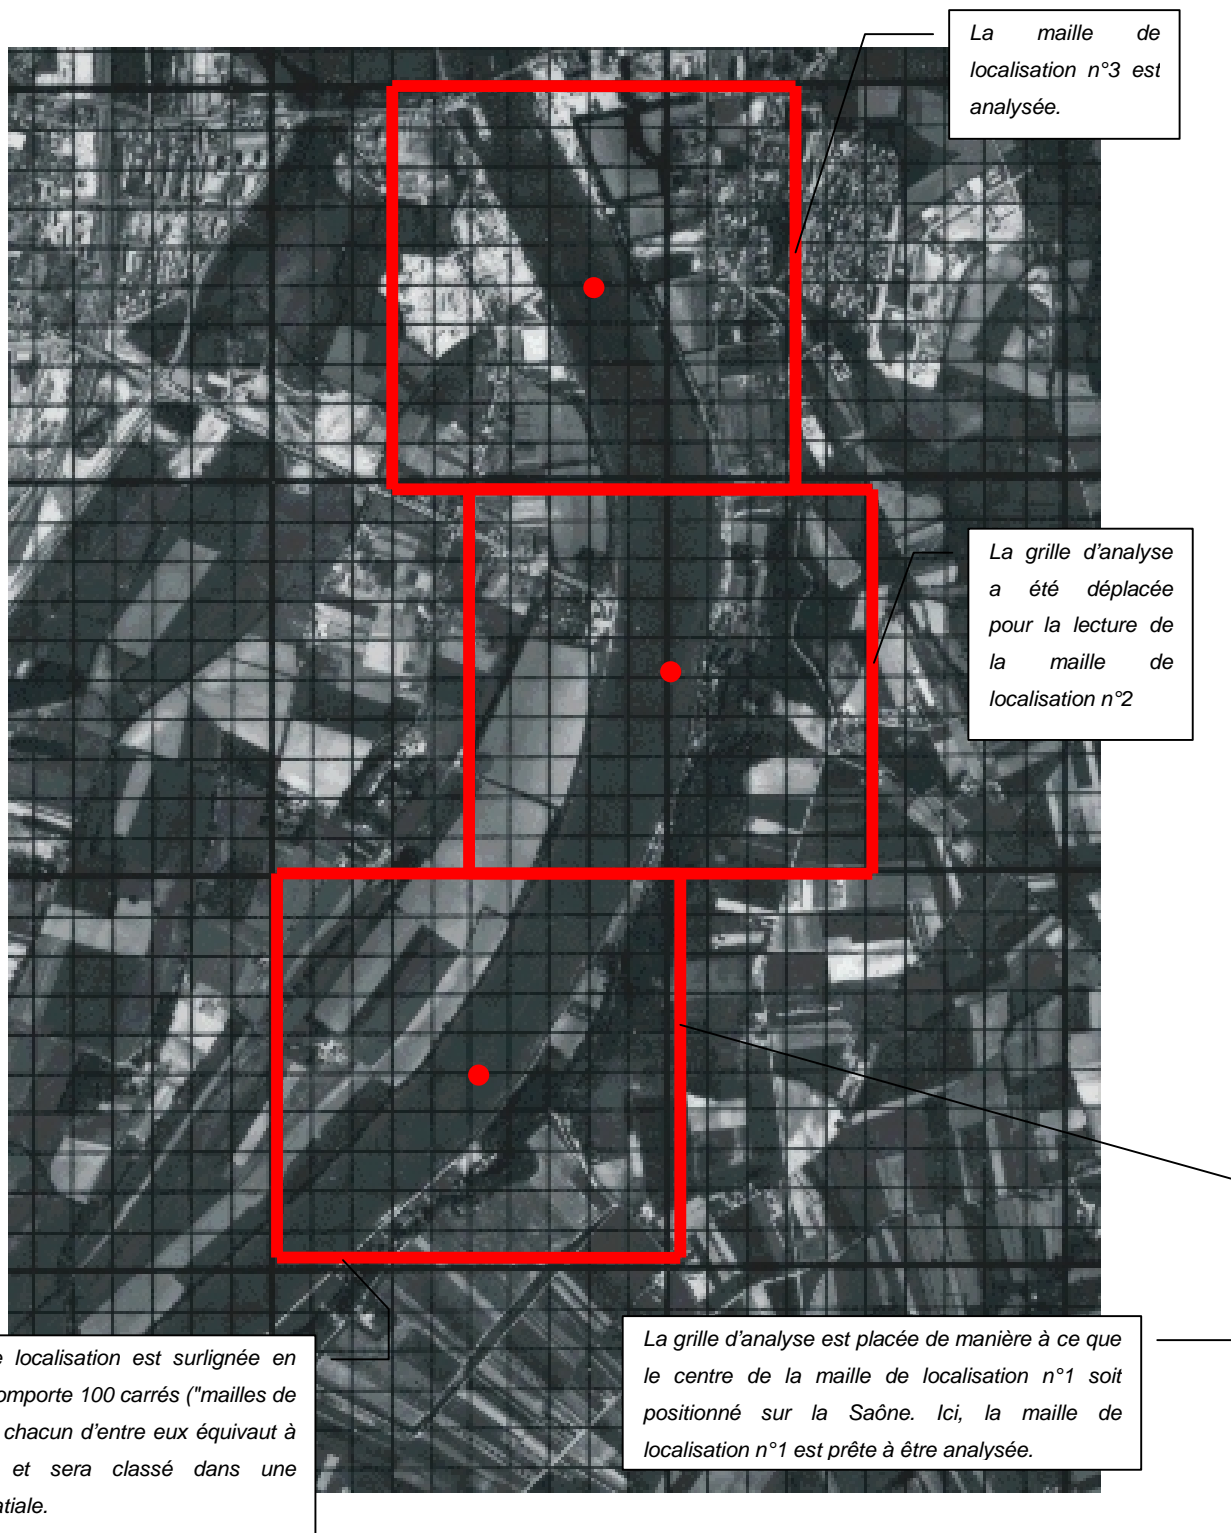 La maille de
localisation n°3 est
analysée.
La grille d'analyse
a été déplacée
pour la lecture de
la maille de
localisation n°2
La grille d'analyse est placée de manière à ce que
le centre de la maille de localisation n°1 soit
positionné sur la Saône. Ici, la maille de
localisation n°1 est prête à être analysée.
localisation est surlignée en
comporte 100 carrés ("mailles de
chacun d'entre eux équivaut à
et sera classé dans une